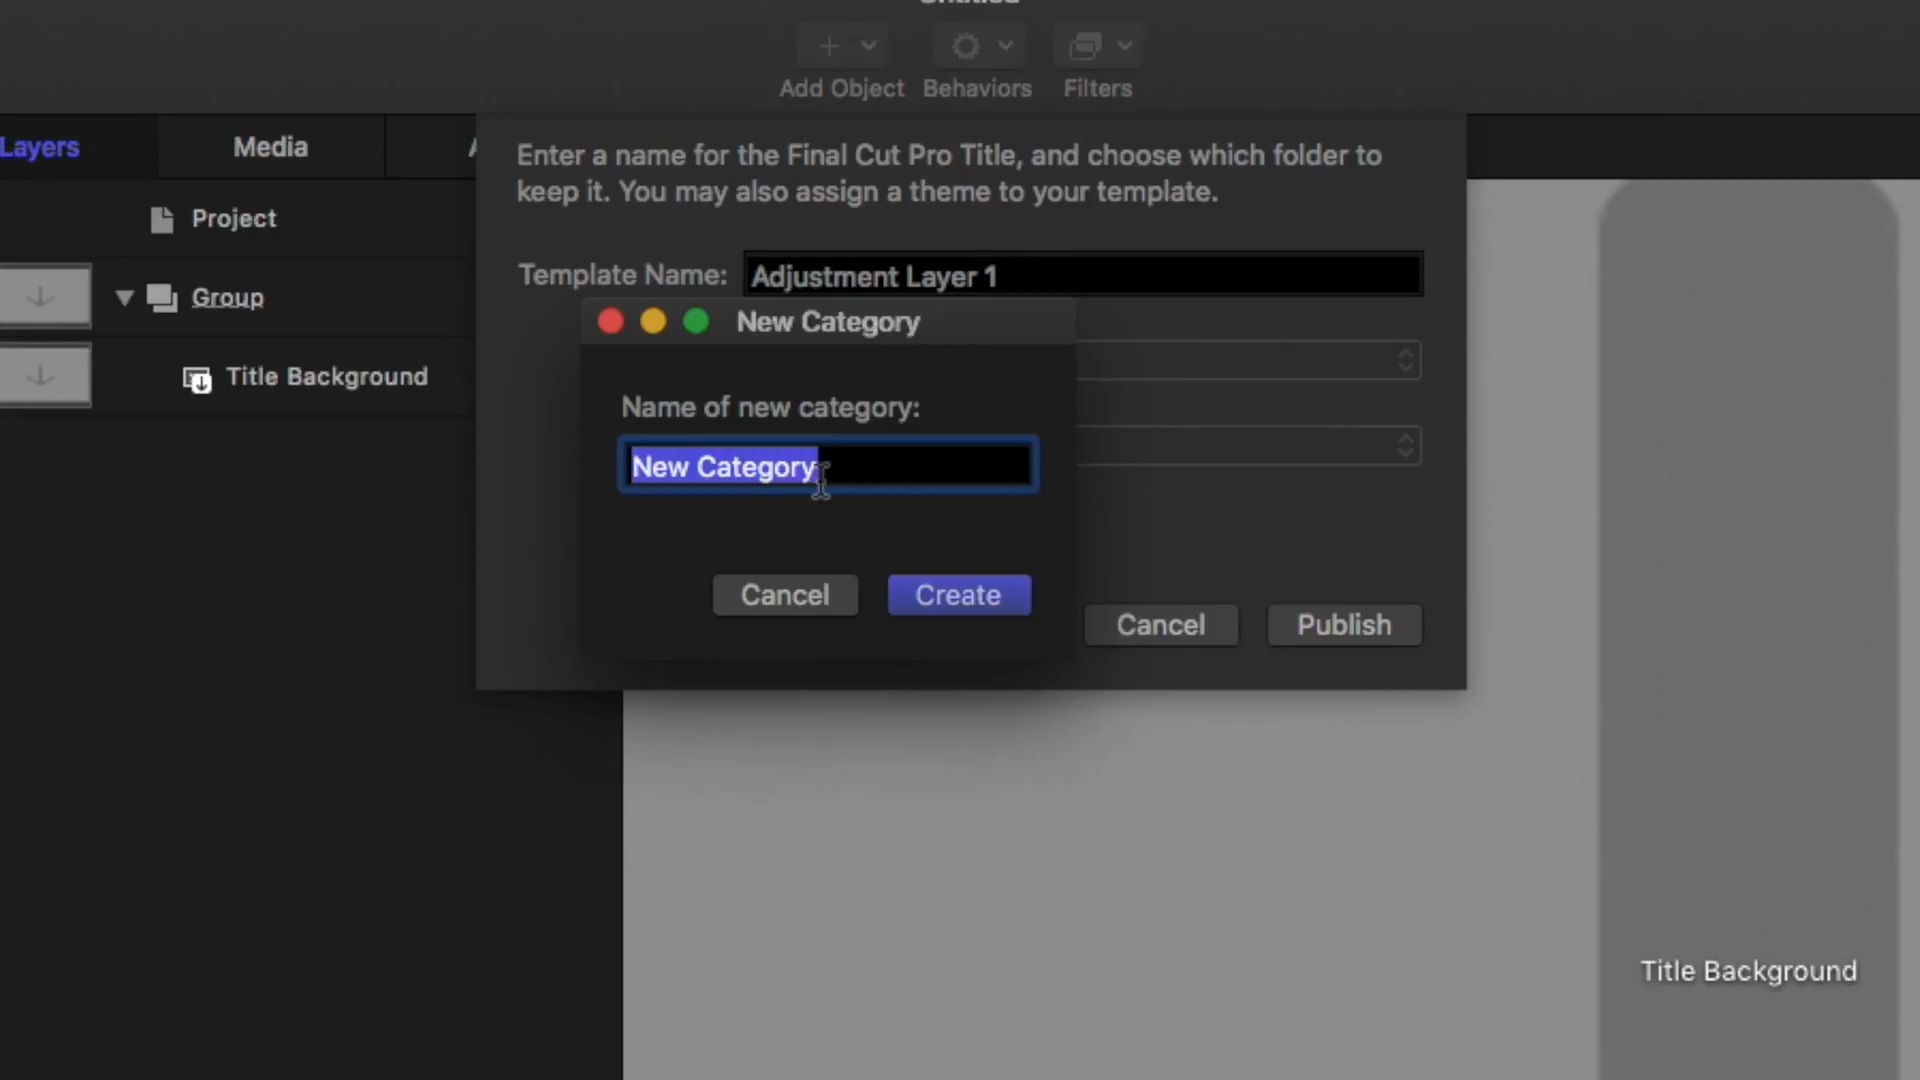 Untitled
Add Object Behaviors Filters
Layers Media
Enter a name for the Final Cut Pro Title, and choose which folder to
keep it. You may also assign a theme to your template.
Project
Template Name: Adjustment Layer 1
Group
New Category
Title Background
Name of new category:
New Category
Cancel Create
Cancel Publish
Title Background